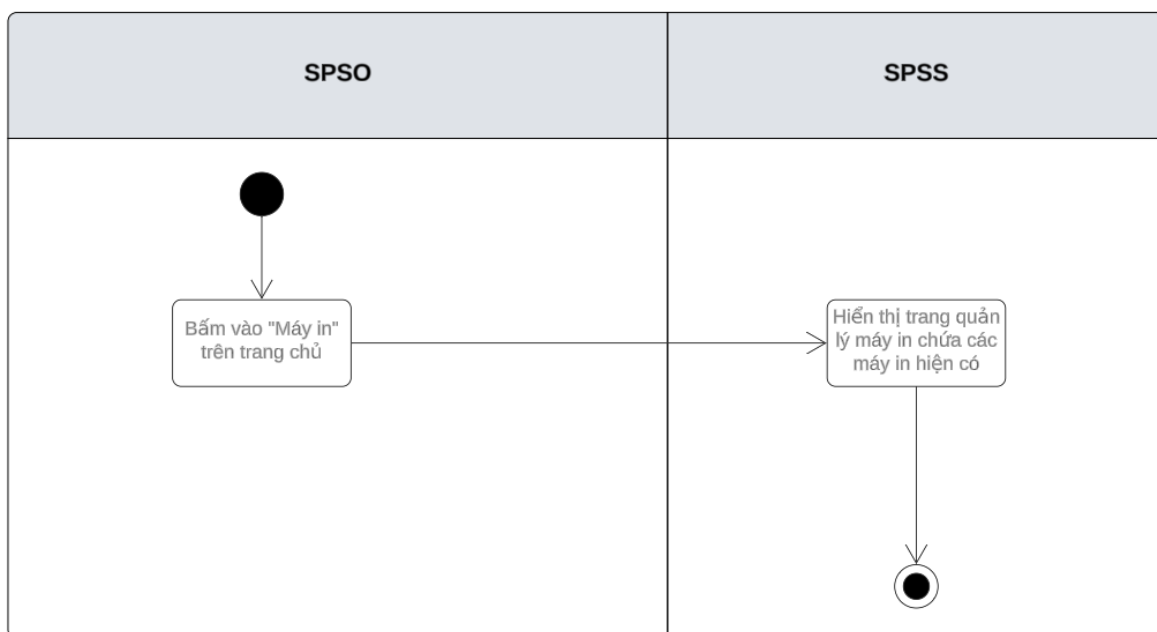 SPSO
SPSS
Bấm vào "Máy in"
trên trang chủ
Hiển thị trang quản
lý máy in chứa các
máy in hiện có